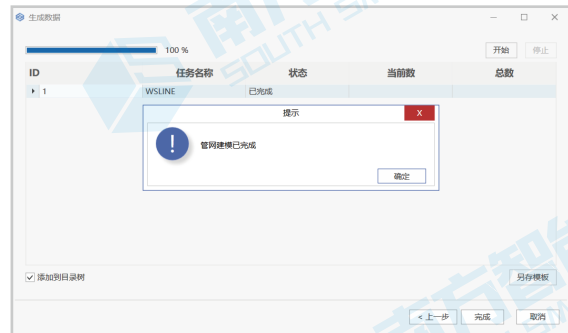 生成数据
100 %
开始 停止
ID 任务名称 状态 当前数 总数
1 WSLINE 已完成
提示 X
管网建模已完成
确定
添加到目录树
另存模板
< 上一步 完成 取消